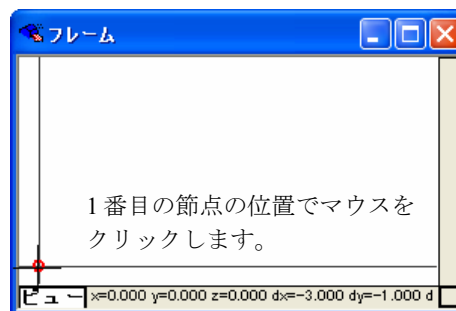 フレーム
1番目の節点の位置でマウスを
クリックします。
ビュー x=0.000 y=0.000 z=0.000 dx=-3.000 dy=-1.000 d